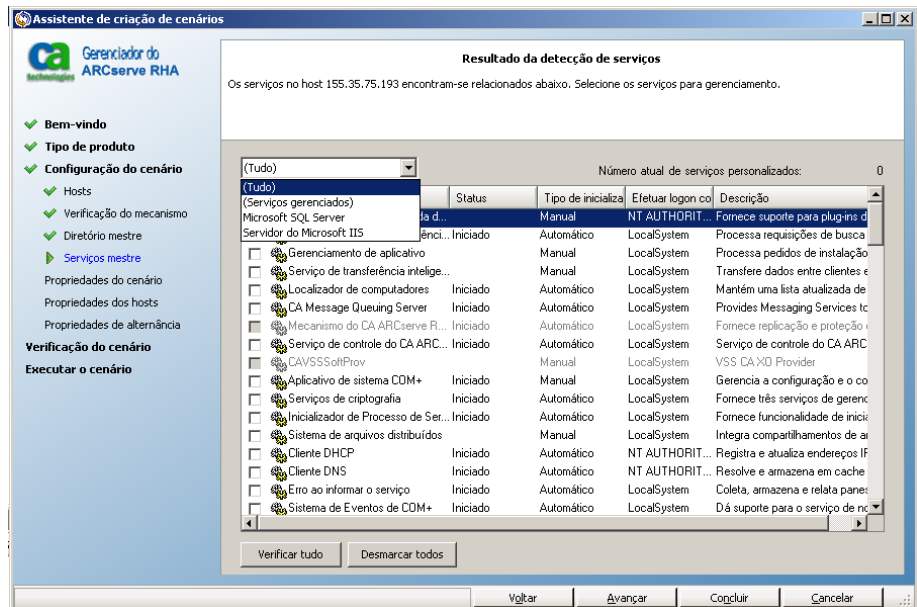 Assistente de criação de cenários
ca
technologies
Gerenciador do
ARCserve RHA
Resultado da detecção de serviços
Os serviços no host 155.35.75.193 encontram-se relacionados abaixo. Selecione os serviços para gerenciamento.
Bem-vindo
Tipo de produto
Configuração do cenário
Hosts
Verificação do mecanismo
Diretório mestre
Serviços mestre
Propriedades do cenário
Propriedades dos hosts
Propriedades de alternância
Verificação do cenário
Executar o cenário
(Tudo)
Número atual de serviços personalizados: 0
(Tudo)
(Serviços gerenciados)
Microsoft SQL Server
Servidor do Microsoft IIS
Status Tipo de inicializa Efetuar logon co Descrição
da d... Manual NT AUTHORIT... Fornece suporte para plug-ins d
ênci... Iniciado Automático LocalSystem Processa requisições de busca
Gerenciamento de aplicativo Manual LocalSystem Processa pedidos de instalação
Serviço de transferência intelige... Manual LocalSystem Transfere dados entre clientes e
Localizador de computadores Iniciado Automático LocalSystem Mantém uma lista atualizada de
CA Message Queuing Server Iniciado Automático LocalSystem Provides Messaging Services to
Mecanismo do CA ARCserve R... Iniciado Automático LocalSystem Fornece replicação e proteção
Serviço de controle do CA ARC... Iniciado Automático LocalSystem Serviço de controle do CA ARC
CAVSSSoftProv Manual LocalSystem VSS CA XO Provider
Aplicativo de sistema COM+ Iniciado Manual LocalSystem Gerencia a configuração e o co
Serviços de criptografia Iniciado Automático LocalSystem Fornece três serviços de gerenc
Inicializador de Processo de Ser... Iniciado Automático LocalSystem Fornece funcionalidade de inicia
Sistema de arquivos distribuídos Manual LocalSystem Integra compartilhamentos de ar
Cliente DHCP Iniciado Automático NT AUTHORIT... Registra e atualiza endereços IF
Cliente DNS Iniciado Automático NT AUTHORIT... Resolve e armazena em cache
Erro ao informar o serviço Iniciado Automático LocalSystem Coleta, armazena e relata panes
Sistema de Eventos de COM+ Iniciado Automático LocalSystem Dá suporte para o serviço de no
Verificar tudo Desmarcar todos
Voltar Avançar Concluir Cancelar